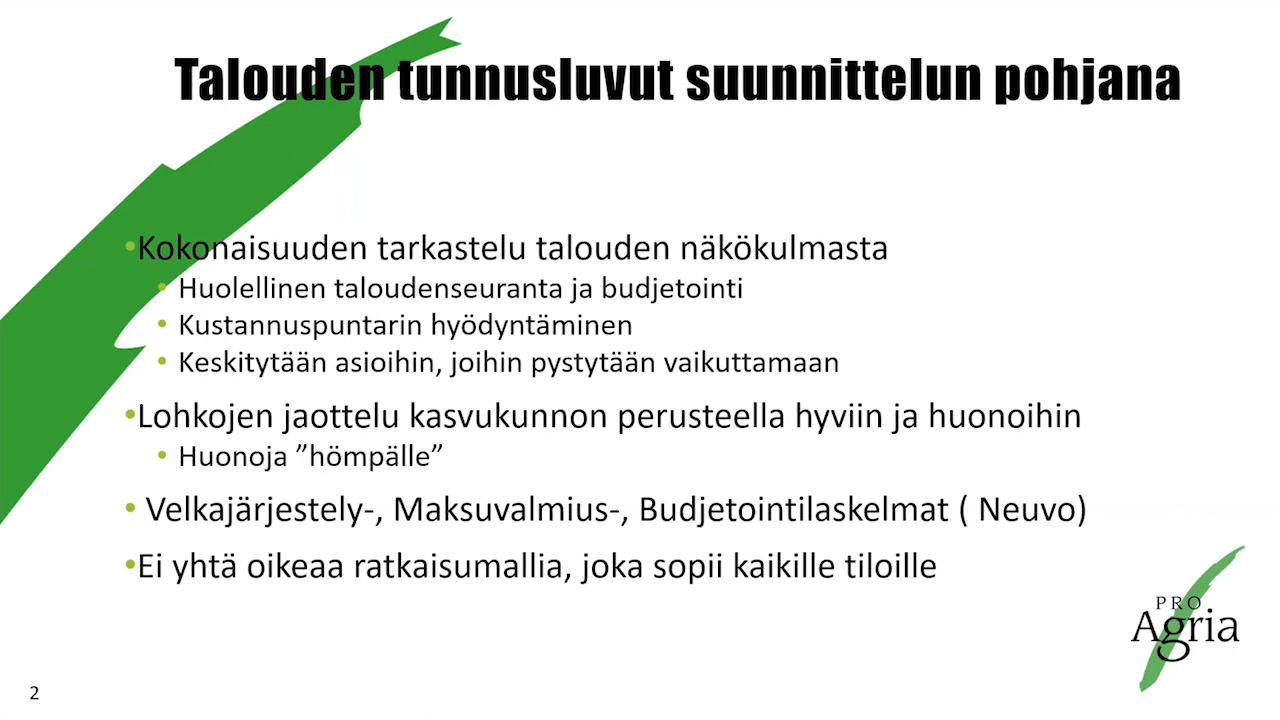 Talouden tunnusluvut suunnittelun pohjana
•Kokonaisuuden tarkastelu talouden näkökulmasta
• Huolellinen taloudenseuranta ja budjetointi
• Kustannuspuntarin hyödyntäminen
• Keskitytään asioihin, joihin pystytään vaikuttamaan
•Lohkojen jaottelu kasvukunnon perusteella hyviin ja huonoihin
• Huonoja ”hömpälle”
• Velkajärjestely-, Maksuvalmius-, Budjetointilaskelmat ( Neuvo)
•Ei yhtä oikeaa ratkaisumallia, joka sopii kaikille tiloille
PRO
Agria
2